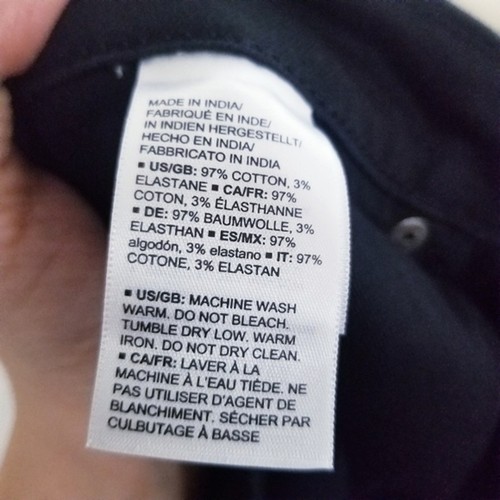 MADE IN INDIA/
FABRIQUÉ EN INDE/
IN INDIEN HERGESTELLT/
HECHO EN INDIA/
FABBRICATO IN INDIA
▪ US/GB: 97% COTTON, 3%
ELASTANE ▪ CA/FR: 97%
COTON, 3% ÉLASTHANNE
▪ DE: 97% BAUMWOLLE, 3%
ELASTHAN ▪ ES/MX: 97%
algodón, 3% elastano ▪ IT: 97%
COTONE, 3% ELASTAN
▪ US/GB: MACHINE WASH
WARM. DO NOT BLEACH.
TUMBLE DRY LOW. WARM
IRON. DO NOT DRY CLEAN.
▪ CA/FR: LAVER À LA
MACHINE À L'EAU TIÈDE. NE
PAS UTILISER D'AGENT DE
BLANCHIMENT. SÉCHER PAR
CULBUTAGE À BASSE